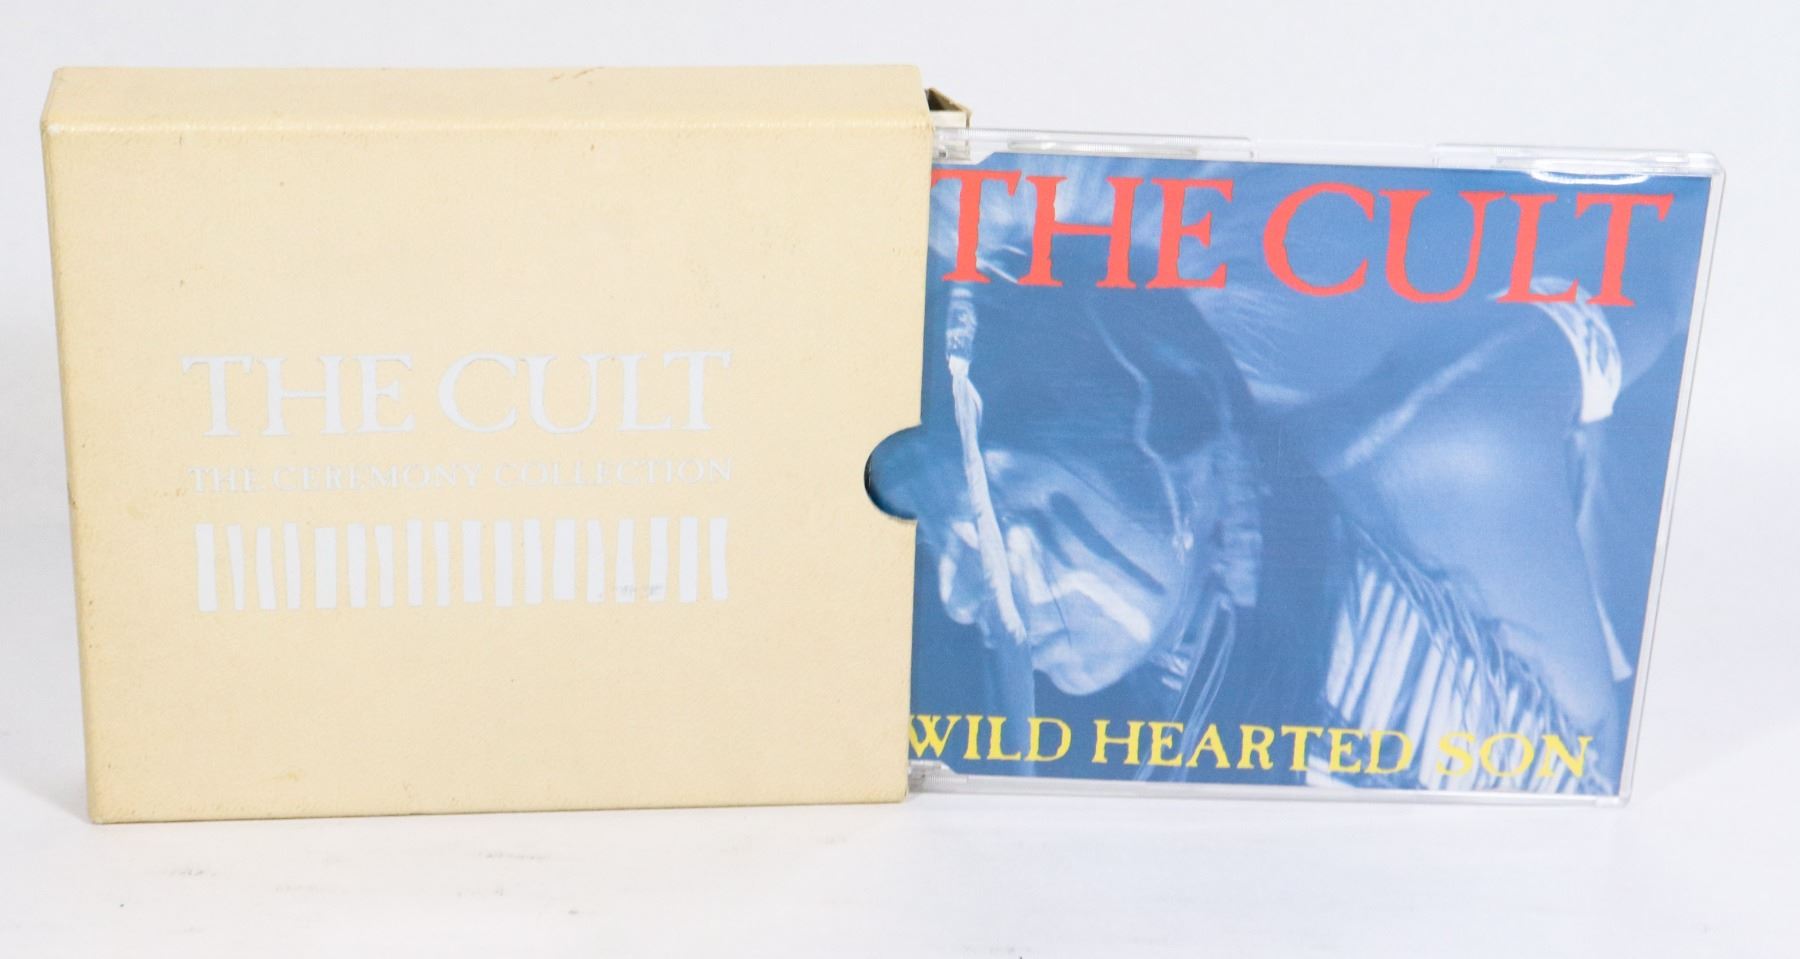 THE CULT
THE CEREMONY COLLECTION
THE CULT
WILD HEARTED SON